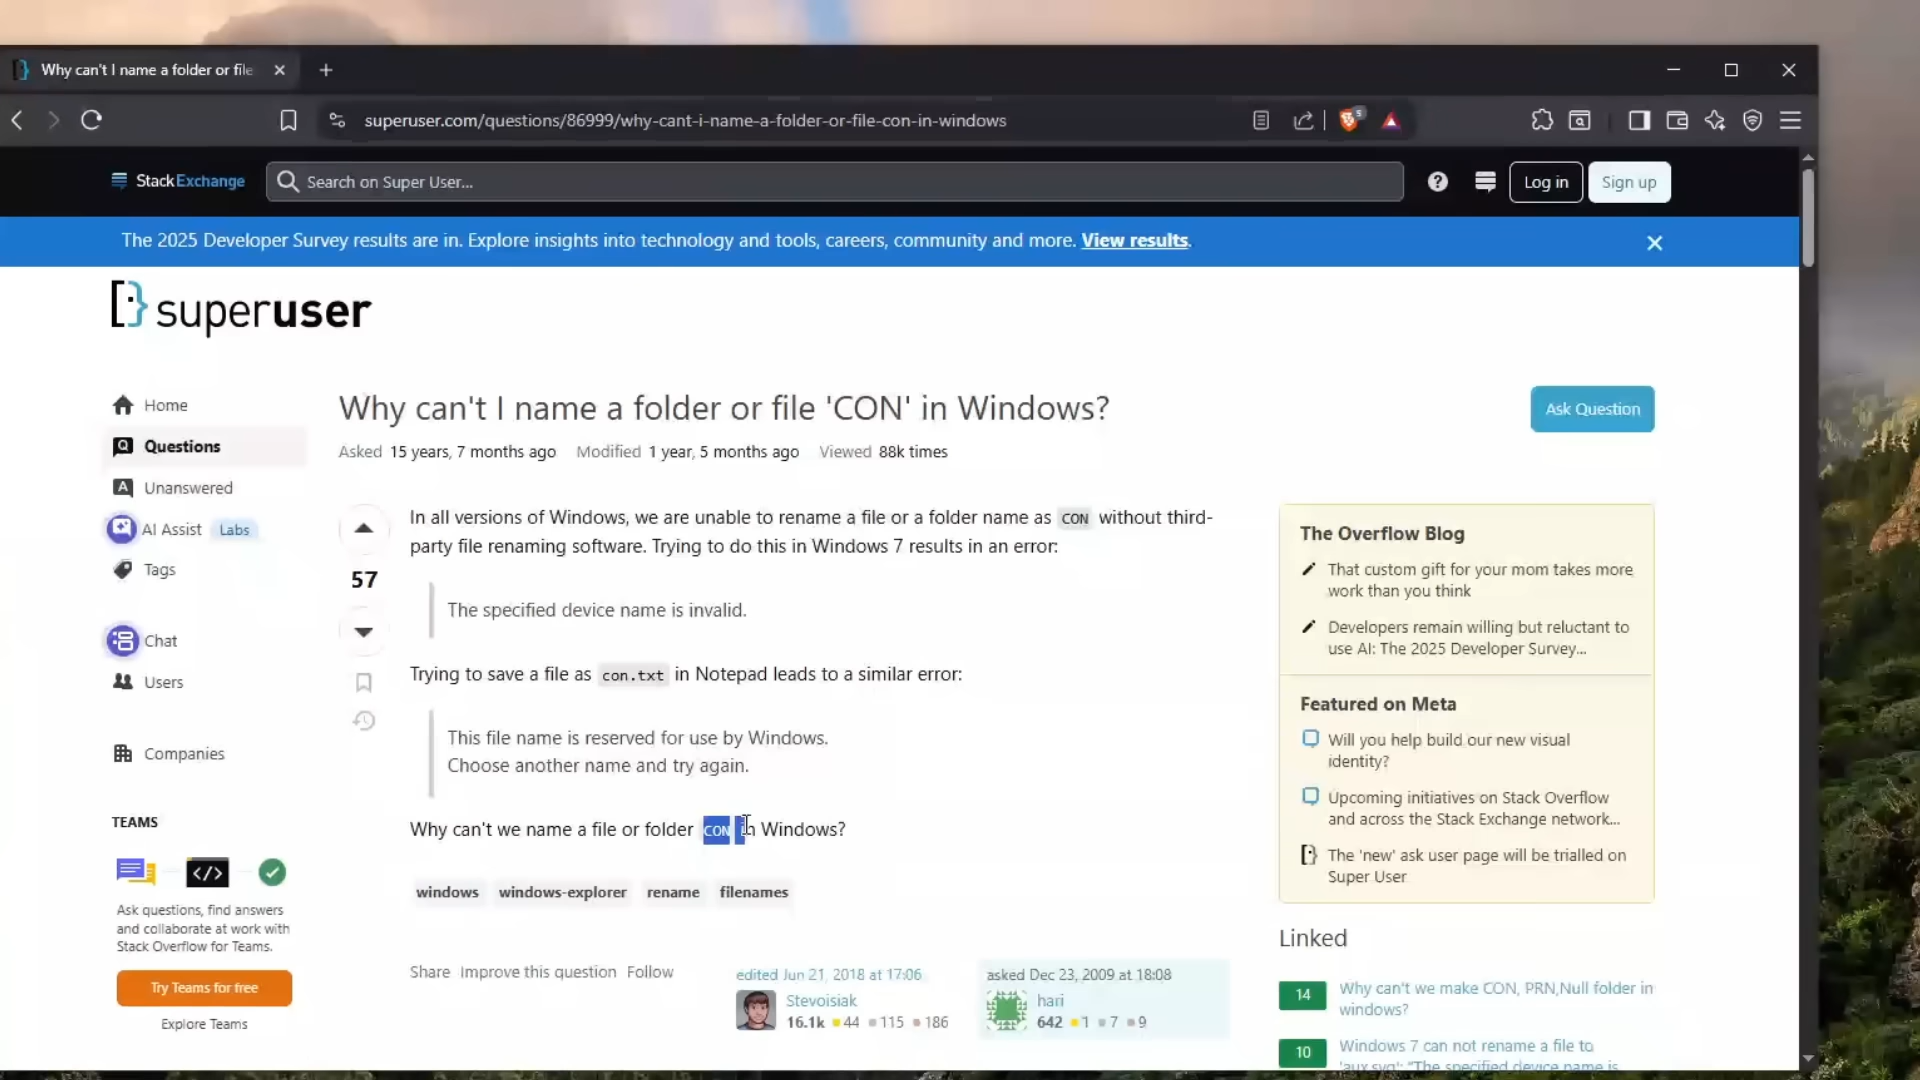 Why can't I name a folder or file
superuser.com/questions/86999/why-cant-i-name-a-folder-or-file-con-in-windows
5
StackExchange
Search on Super User...
Log in
Sign up
The 2025 Developer Survey results are in. Explore insights into technology and tools, careers, community and more. View results.
superuser
Home
Questions
Unanswered
AI Assist Labs
Tags
Chat
Users
Companies
TEAMS
Ask questions, find answers
and collaborate at work with
Stack Overflow for Teams.
Try Teams for free
Explore Teams
Why can't I name a folder or file 'CON' in Windows?
Ask Question
Asked 15 years, 7 months ago Modified 1 year, 5 months ago Viewed 88k times
57
In all versions of Windows, we are unable to rename a file or a folder name as CON without third-
party file renaming software. Trying to do this in Windows 7 results in an error:
The specified device name is invalid.
Trying to save a file as con.txt in Notepad leads to a similar error:
This file name is reserved for use by Windows.
Choose another name and try again.
Why can't we name a file or folder CON in Windows?
windows windows-explorer rename filenames
Share Improve this question Follow
edited Jun 21, 2018 at 17:06
Stevoisiak
16.1k 44 115 186
asked Dec 23, 2009 at 18:08
hari
642 1 7 9
The Overflow Blog
That custom gift for your mom takes more
work than you think
Developers remain willing but reluctant to
use AI: The 2025 Developer Survey...
Featured on Meta
Will you help build our new visual
identity?
Upcoming initiatives on Stack Overflow
and across the Stack Exchange network...
The 'new' ask user page will be trialled on
Super User
Linked
14
Why can't we make CON, PRN,Null folder in
windows?
10
Windows 7 can not rename a file to
'aux.svg': "The specified device name is